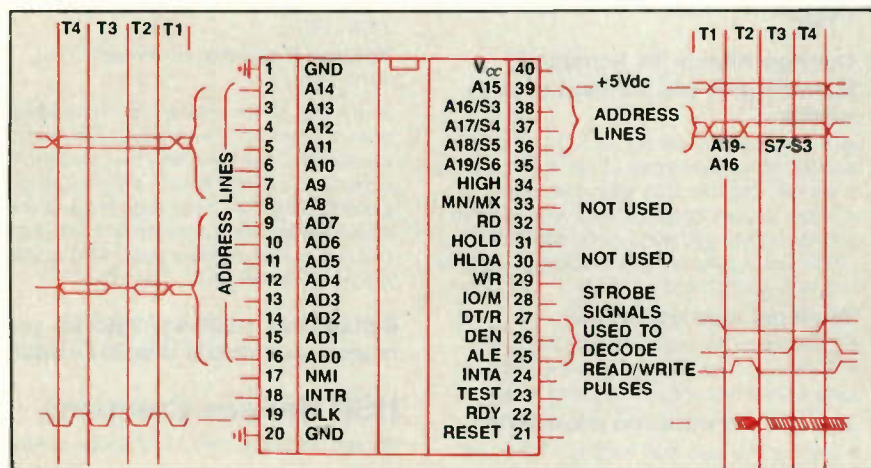 T4 T3 T2 T1
T1 T2 T3 T4
1 GND
2 A14
3 A13
4 A12
5 A11
6 A10
7 A9
8 A8
9 AD7
10 AD6
11 AD5
12 AD4
13 AD3
14 AD2
15 AD1
16 AD0
17 NMI
18 INTR
19 CLK
20 GND
ADDRESS LINES
VCC 40
A15 39
A16/S3 38
A17/S4 37
A18/S5 36
A19/S6 35
HIGH 34
MN/MX 33
RD 32
HOLD 31
HLDA 30
WR 29
IO/M 28
DT/R 27
DEN 26
ALE 25
INTA 24
TEST 23
RDY 22
RESET 21
+5Vdc
ADDRESS
LINES
A19- S7-S3
A16
NOT USED
NOT USED
STROBE
SIGNALS
USED TO
DECODE
READ/WRITE
PULSES